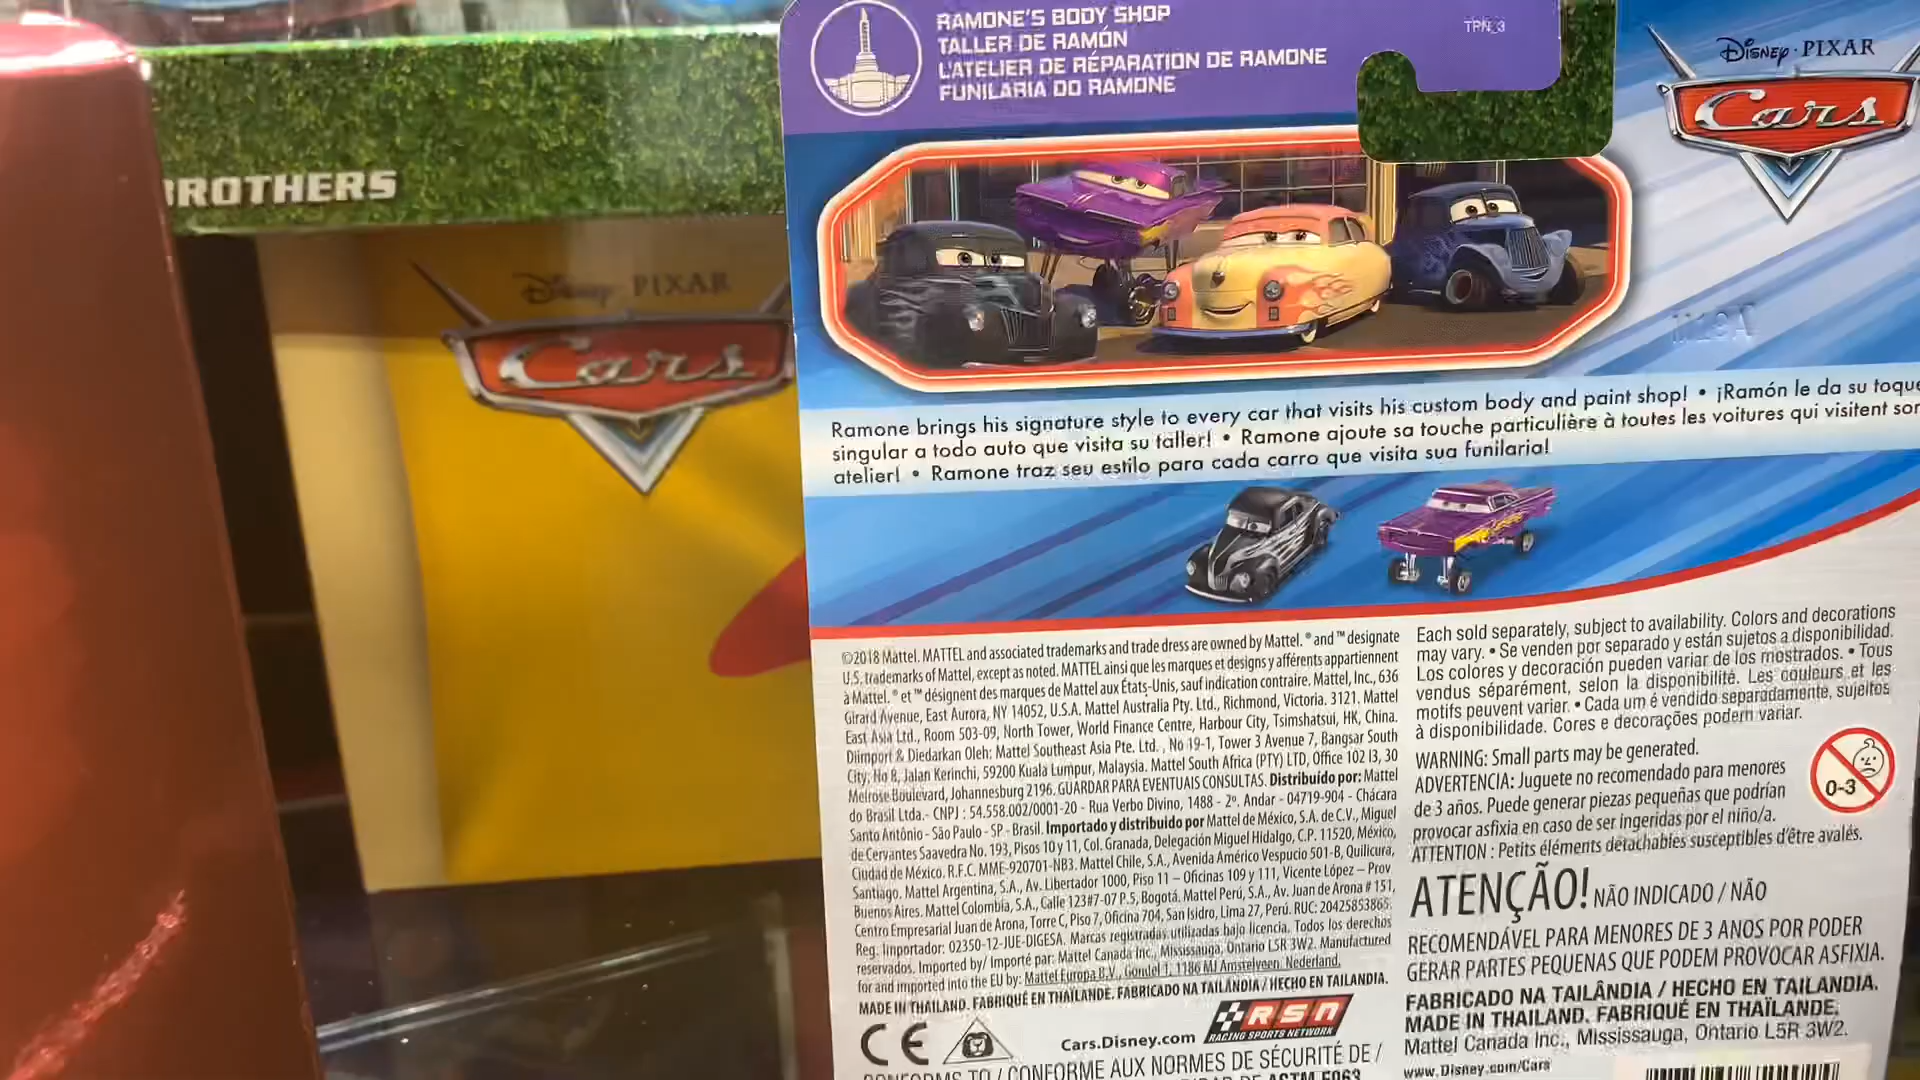 RAMONE'S BODY SHOP
TALLER DE RAMÓN
L'ATELIER DE RÉPARATION DE RAMONE
FUNILARIA DO RAMONE
TPN_3
Disney · PIXAR
Cars
BROTHERS
Disney PIXAR
Cars
Ramone brings his signature style to every car that visits his custom body and paint shop! • ¡Ramón le da su toque
singular a todo auto que visita su taller! • Ramone ajoute sa touche particulière à toutes les voitures qui visitent son
atelier! • Ramone traz seu estilo para cada carro que visita sua funilaria!
©2018 Mattel. MATTEL and associated trademarks and trade dress are owned by Mattel. ® and ™ designate
U.S. trademarks of Mattel, except as noted. MATTEL ainsi que les marques et designs y afférents appartiennent
à Mattel. ® et ™ désignent des marques de Mattel aux États-Unis, sauf indication contraire. Mattel, Inc., 636
Girard Avenue, East Aurora, NY 14052, U.S.A. Mattel Australia Pty. Ltd., Richmond, Victoria. 3121. Mattel
East Asia Ltd., Room 503-09, North Tower, World Finance Centre, Harbour City, Tsimshatsui, HK, China.
Diimport & Diedarkan Oleh: Mattel Southeast Asia Pte. Ltd., No 19-1, Tower 3 Avenue 7, Bangsar South
City, No 8, Jalan Kerinchi, 59200 Kuala Lumpur, Malaysia. Mattel South Africa (PTY) LTD, Office 102 I3, 30
Melrose Boulevard, Johannesburg 2196. GUARDAR PARA EVENTUAIS CONSULTAS. Distribuído por: Mattel
do Brasil Ltda.- CNPJ : 54.558.002/0001-20 - Rua Verbo Divino, 1488 - 2º. Andar - 04719-904 - Chácara
Santo Antônio - São Paulo - SP - Brasil. Importado y distribuido por Mattel de México, S.A. de C.V., Miguel
de Cervantes Saavedra No. 193, Pisos 10 y 11, Col. Granada, Delegación Miguel Hidalgo, C.P. 11520, México,
Ciudad de México. R.F.C. MME-920701-NB3. Mattel Chile, S.A., Avenida Américo Vespucio 501-B, Quilicura,
Santiago. Mattel Argentina, S.A., Av. Libertador 1000, Piso 11 – Oficinas 109 y 111, Vicente López – Prov
Buenos Aires. Mattel Colombia, S.A., Calle 123#7-07 P.5, Bogotá. Mattel Perú, S.A., Av. Juan de Arona # 151,
Centro Empresarial Juan de Arona, Torre C, Piso 7, Oficina 704, San Isidro, Lima 27, Perú. RUC: 20425853865.
Reg. Importador: 02350-12-JUE-DIGESA. Marcas registradas utilizadas bajo licencia. Todos los derechos
reservados. Imported by/ Importé par: Mattel Canada Inc., Mississauga, Ontario L5R 3W2. Manufactured
for and imported into the EU by: Mattel Europa B.V., Gondel 1, 1186 MJ Amstelveen, Nederland.
MADE IN THAILAND. FABRIQUÉ EN THAÏLANDE. FABRICADO NA TAILÂNDIA / HECHO EN TAILANDIA.
CE
Cars.Disney.com
RSN
RACING SPORTS NETWORK
CONFORMS TO / CONFORME AUX NORMES DE SÉCURITÉ DE /
ASTM F963
Each sold separately, subject to availability. Colors and decorations
may vary. • Se venden por separado y están sujetos a disponibilidad.
Los colores y decoración pueden variar de los mostrados. • Tous
vendus séparément, selon la disponibilité. Les couleurs et les
motifs peuvent varier. • Cada um é vendido separadamente, sujeitos
à disponibilidade. Cores e decorações podem variar.
WARNING: Small parts may be generated.
ADVERTENCIA: Juguete no recomendado para menores
de 3 años. Puede generar piezas pequeñas que podrían
provocar asfixia en caso de ser ingeridas por el niño/a.
ATTENTION : Petits éléments détachables susceptibles d'être avalés.
0-3
ATENÇÃO! NÃO INDICADO / NÃO
RECOMENDÁVEL PARA MENORES DE 3 ANOS POR PODER
GERAR PARTES PEQUENAS QUE PODEM PROVOCAR ASFIXIA.
FABRICADO NA TAILÂNDIA / HECHO EN TAILANDIA.
MADE IN THAILAND. FABRIQUÉ EN THAÏLANDE.
Mattel Canada Inc., Mississauga, Ontario L5R 3W2.
www.Disney.com/Cars